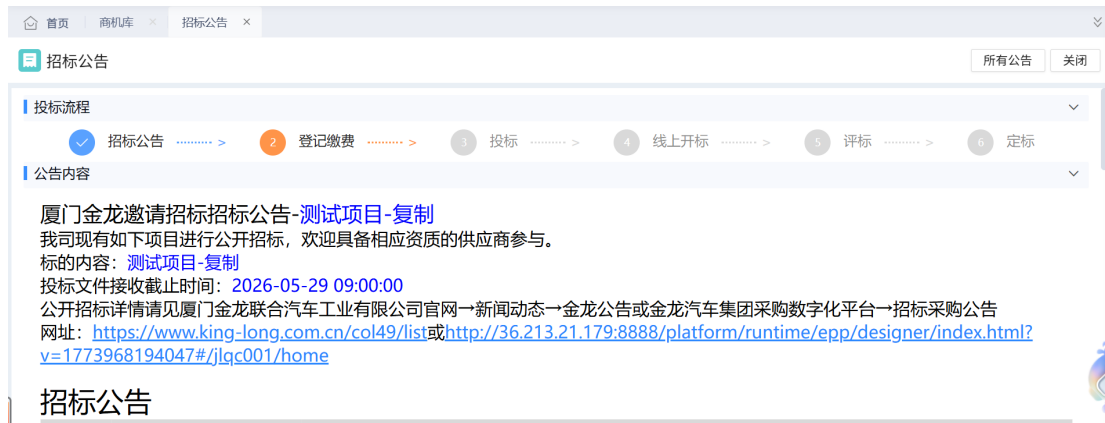 首页 商机库 × 招标公告 ×
招标公告 所有公告 关闭
投标流程
招标公告 ········· > 2 登记缴费 ········· > 3 投标 ········· > 4 线上开标 ········· > 5 评标 ········· > 6 定标
公告内容
厦门金龙邀请招标招标公告-测试项目-复制
我司现有如下项目进行公开招标，欢迎具备相应资质的供应商参与。
标的内容：测试项目-复制
投标文件接收截止时间：2026-05-29 09:00:00
公开招标详情请见厦门金龙联合汽车工业有限公司官网→新闻动态→金龙公告或金龙汽车集团采购数字化平台→招标采购公告
网址：https://www.king-long.com.cn/col49/list或http://36.213.21.179:8888/platform/runtime/epp/designer/index.html?
v=1773968194047#/jlqc001/home
招标公告